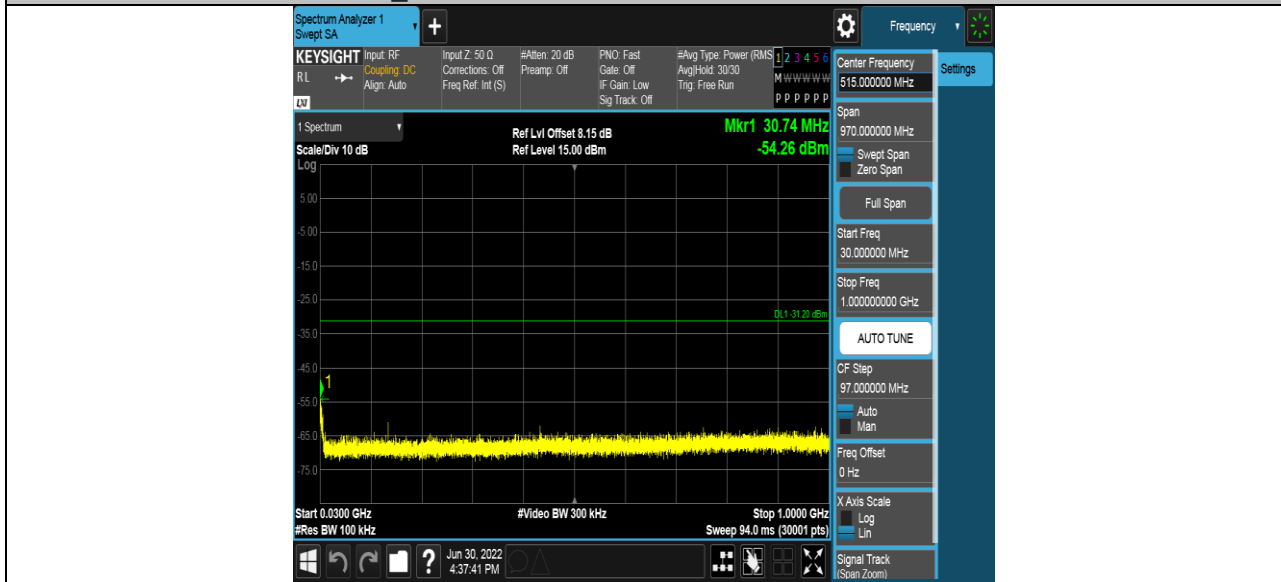 Spectrum Analyzer 1
Swept SA
+
Frequency
KEYSIGHT
RL
LXI
Input: RF
Coupling: DC
Align: Auto
Input Z: 50 Ω
Corrections: Off
Freq Ref: Int (S)
#Atten: 20 dB
Preamp: Off
PNO: Fast
Gate: Off
IF Gain: Low
Sig Track: Off
#Avg Type: Power (RMS
Avg|Hold: 30/30
Trig: Free Run
1 2 3 4 5 6
M W W W W W
P P P P P P
1 Spectrum
Scale/Div 10 dB
Log
Ref Lvl Offset 8.15 dB
Ref Level 15.00 dBm
Mkr1 30.74 MHz
-54.26 dBm
5.00
-5.00
-15.0
-25.0
DL1 -31.20 dBm
-35.0
-45.0
1
-55.0
-65.0
-75.0
Start 0.0300 GHz
#Res BW 100 kHz
#Video BW 300 kHz
Stop 1.0000 GHz
Sweep 94.0 ms (30001 pts)
?
Jun 30, 2022
4:37:41 PM
Center Frequency
515.000000 MHz
Settings
Span
970.000000 MHz
Swept Span
Zero Span
Full Span
Start Freq
30.000000 MHz
Stop Freq
1.000000000 GHz
AUTO TUNE
CF Step
97.000000 MHz
Auto
Man
Freq Offset
0 Hz
X Axis Scale
Log
Lin
Signal Track
(Span Zoom)